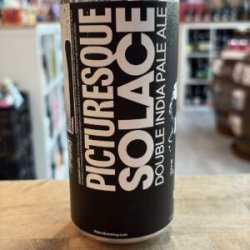 PICTURESQUE
SOLACE
DOUBLE INDIA PALE ALE